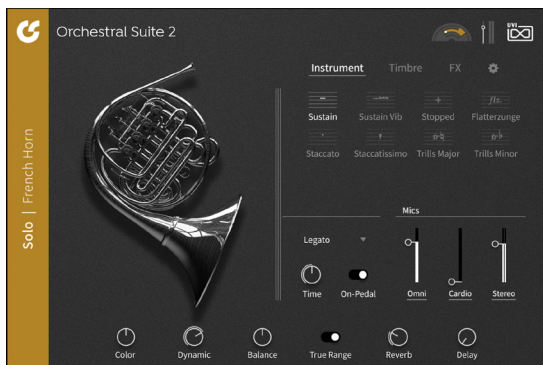 Orchestral Suite 2
UVI
Solo | French Horn
Instrument Timbre FX
flz.
Sustain Sustain Vib Stopped Flatterzunge
Staccato Staccatissimo Trills Major Trills Minor
Mics
Legato
Time On-Pedal Omni Cardio Stereo
Color Dynamic Balance True Range Reverb Delay